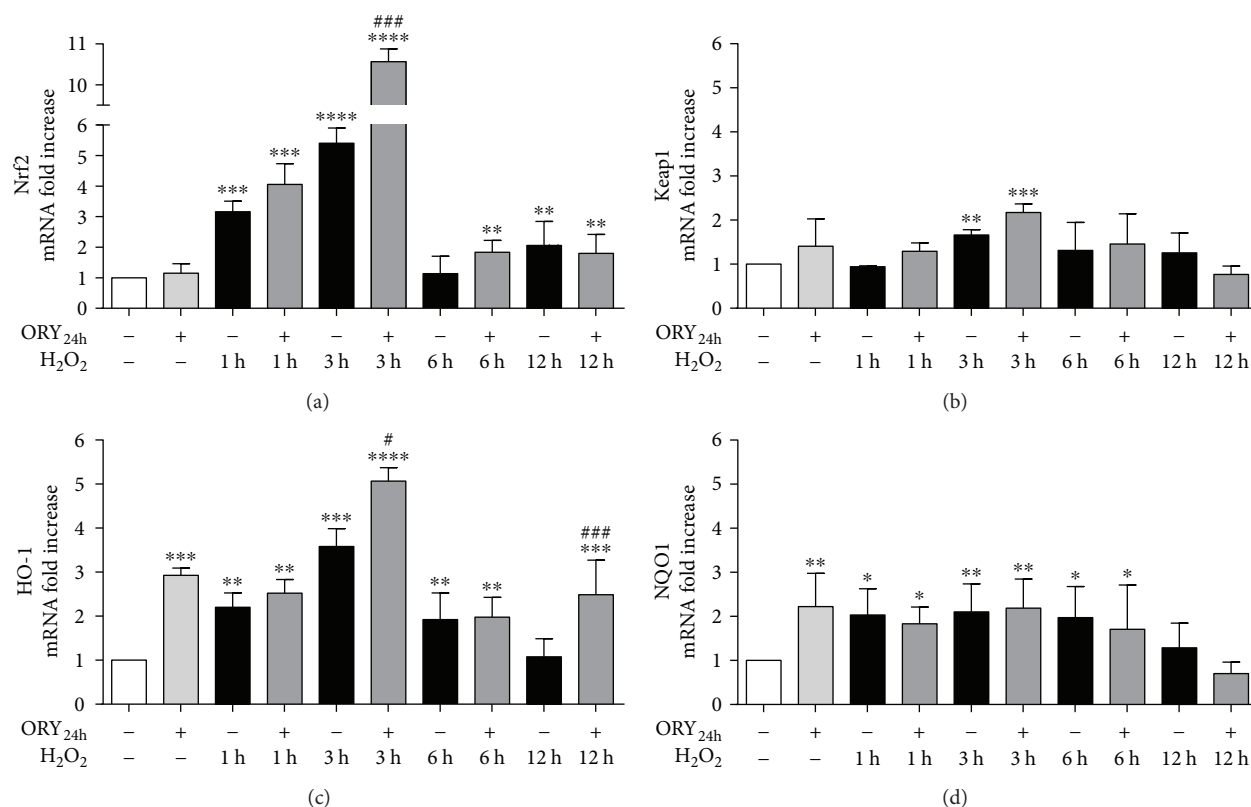 ###
****
***
***
****
**
**
**
11
10
6
5
4
3
2
1
0
Nrf2
mRNA fold increase
ORY24h – + – + – + – + – +
H2O2 – – 1 h 1 h 3 h 3 h 6 h 6 h 12 h 12 h
(a)
**
***
6
5
4
3
2
1
0
Keap1
mRNA fold increase
ORY24h – + – + – + – + – +
H2O2 – – 1 h 1 h 3 h 3 h 6 h 6 h 12 h 12 h
(b)
#
****
***
**
**
***
**
**
###
***
6
5
4
3
2
1
0
HO-1
mRNA fold increase
ORY24h – + – + – + – + – +
H2O2 – – 1 h 1 h 3 h 3 h 6 h 6 h 12 h 12 h
(c)
**
*
*
**
**
*
*
6
5
4
3
2
1
0
NQO1
mRNA fold increase
ORY24h – + – + – + – + – +
H2O2 – – 1 h 1 h 3 h 3 h 6 h 6 h 12 h 12 h
(d)